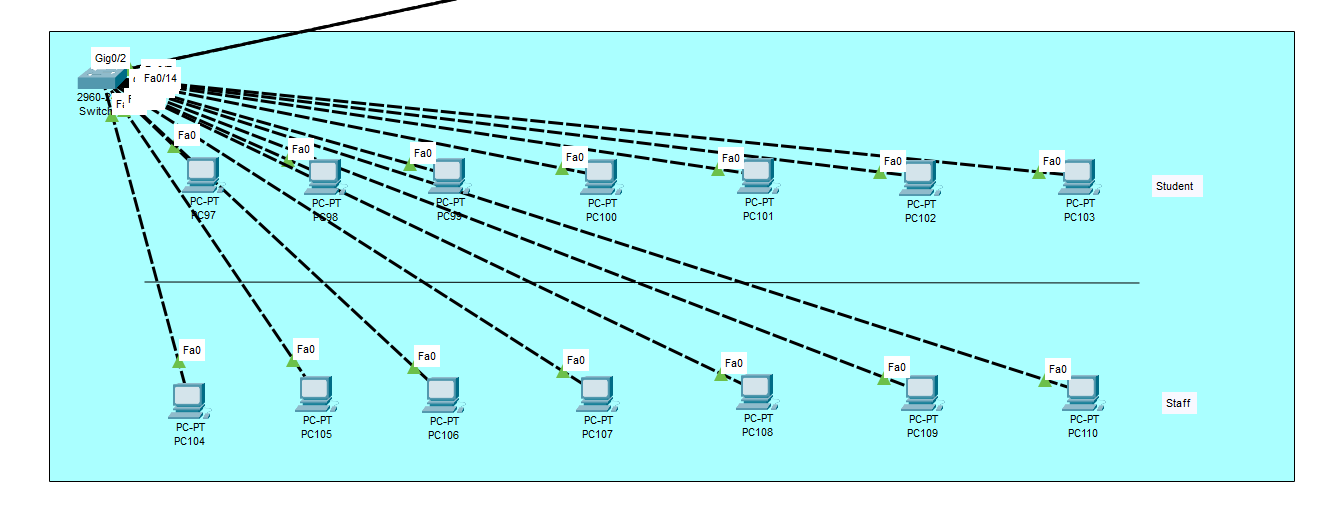 Gig0/2
Fa0/14
2960-
Switch
Fa0
Fa0
Fa0
Fa0
Fa0
Fa0
Fa0
Student
PC-PT
PC97
PC-PT
PC98
PC-PT
PC99
PC-PT
PC100
PC-PT
PC101
PC-PT
PC102
PC-PT
PC103
Fa0
Fa0
Fa0
Fa0
Fa0
Fa0
Fa0
Staff
PC-PT
PC104
PC-PT
PC105
PC-PT
PC106
PC-PT
PC107
PC-PT
PC108
PC-PT
PC109
PC-PT
PC110